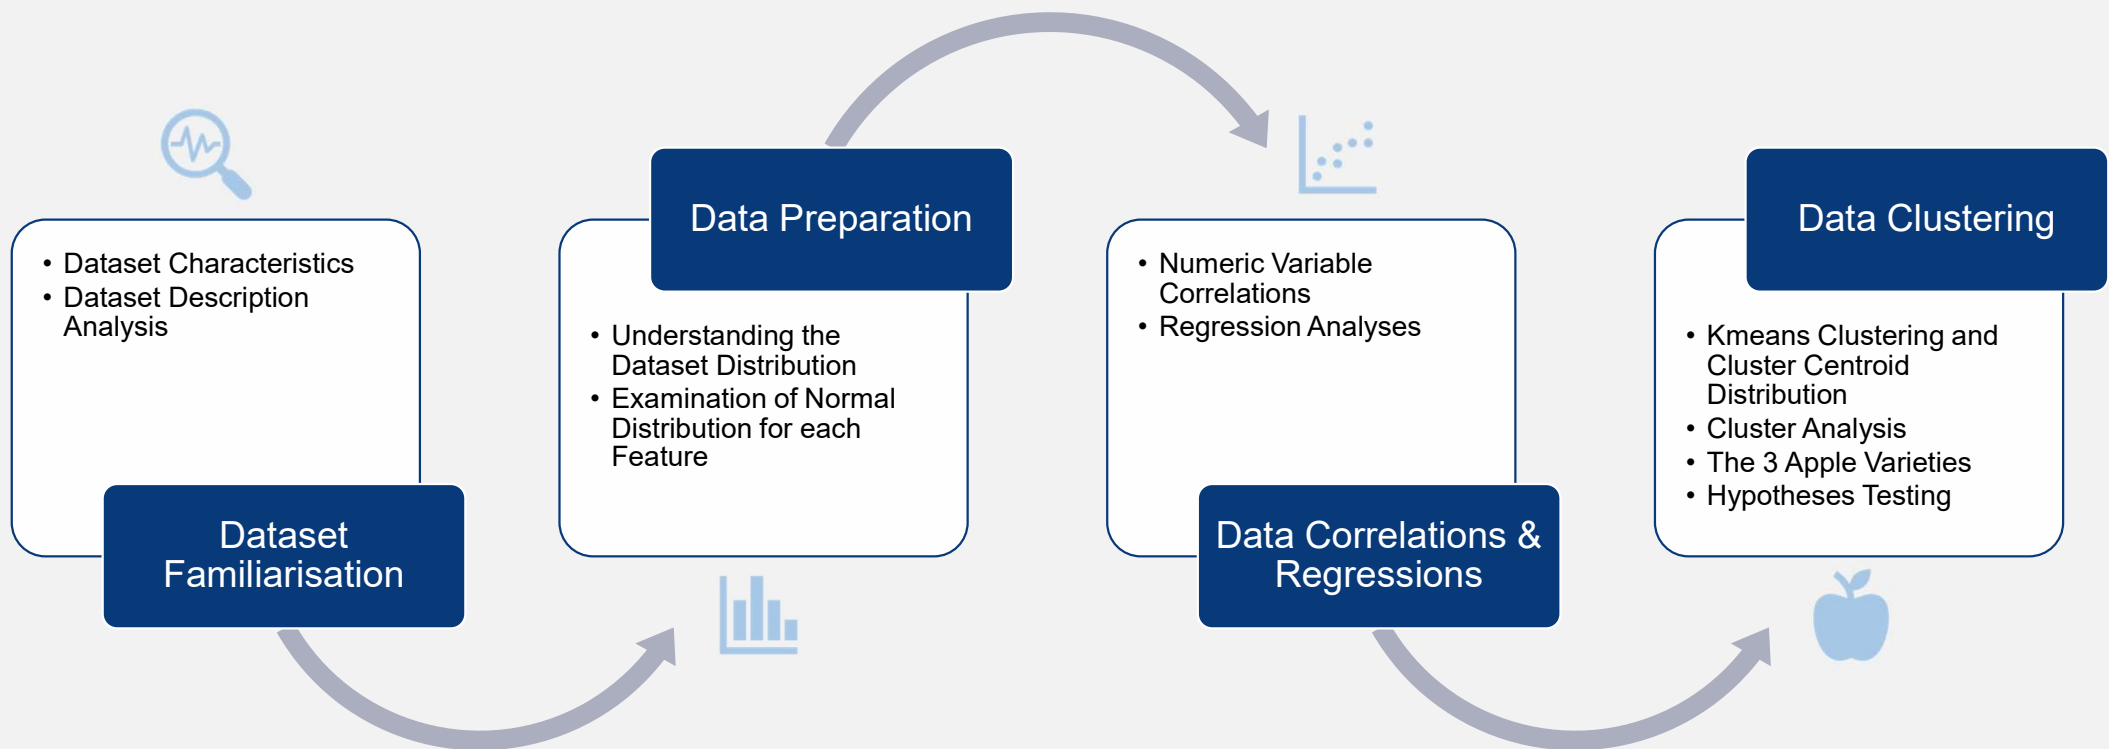 • Dataset Characteristics
• Dataset Description
Analysis
Dataset
Familiarisation
Data Preparation
• Understanding the
Dataset Distribution
• Examination of Normal
Distribution for each
Feature
• Numeric Variable
Correlations
• Regression Analyses
Data Correlations &
Regressions
Data Clustering
• Kmeans Clustering and
Cluster Centroid
Distribution
• Cluster Analysis
• The 3 Apple Varieties
• Hypotheses Testing